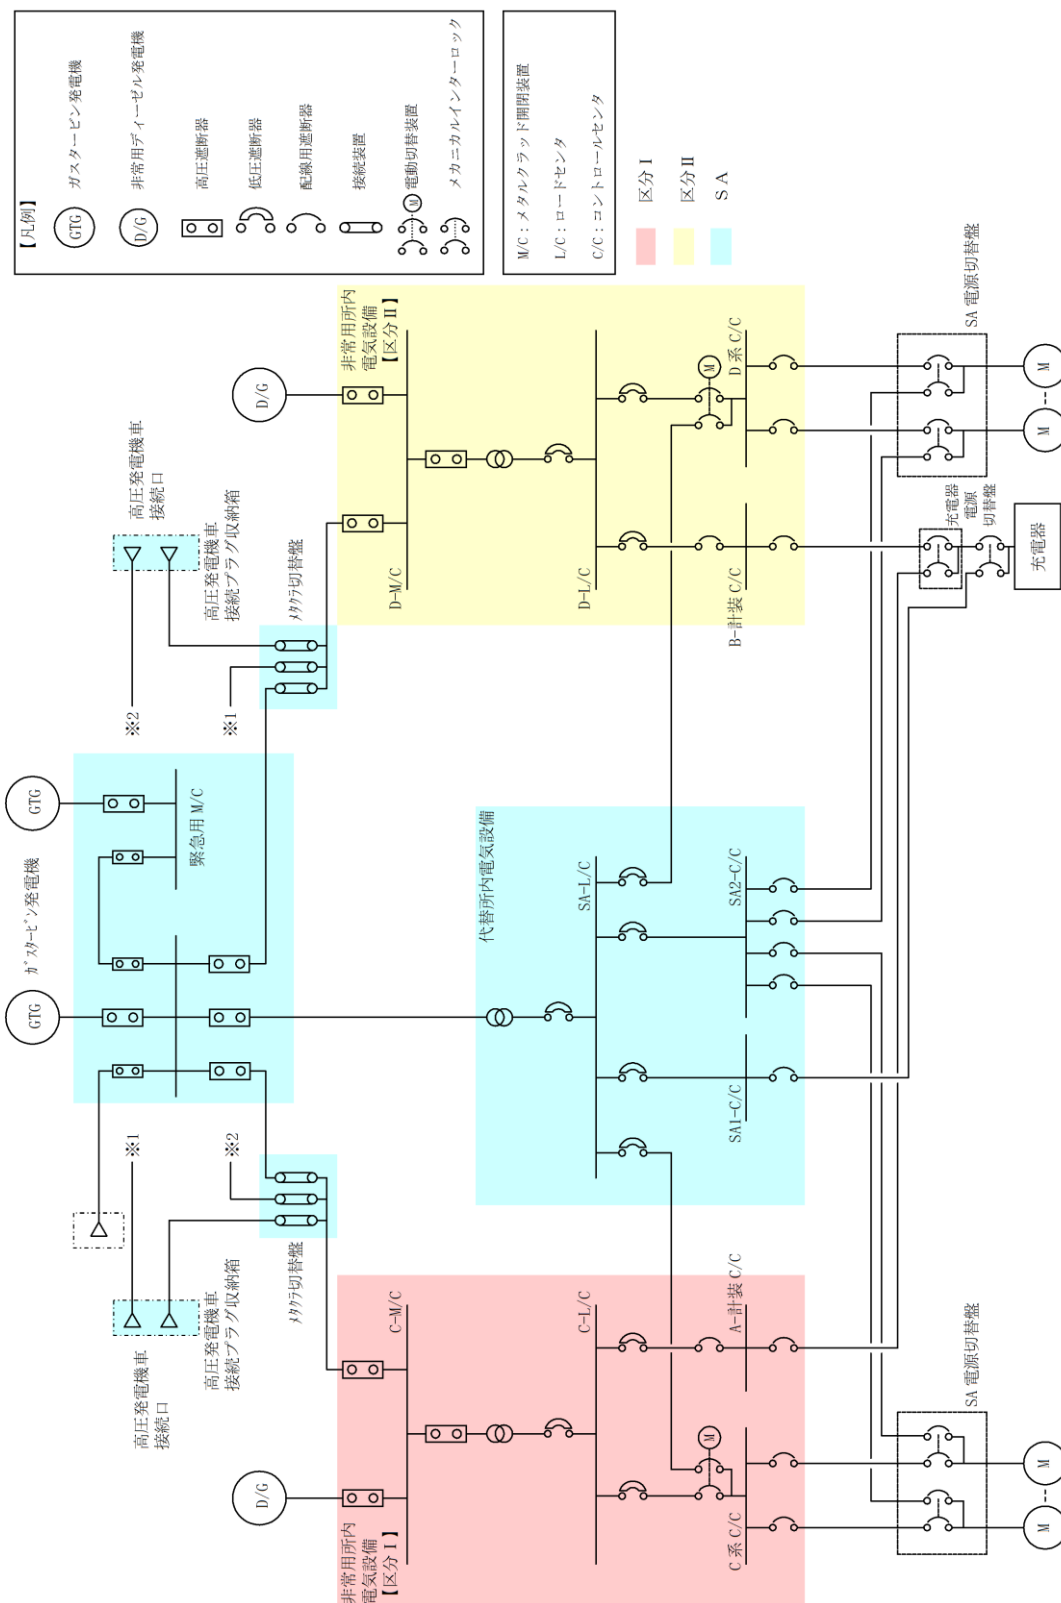 【凡例】
GTG
ガスタービン発電機
D/G
非常用ディーゼル発電機
高圧遮断器
低圧遮断器
配線用遮断器
接続装置
M
電動切替装置
メカニカルインターロック
M/C：メタルクラッド開閉装置
L/C：ロードセンタ
C/C：コントロールセンタ
区分Ⅰ
区分Ⅱ
ＳＡ
GTG
ｶﾞｽﾀｰﾋﾞﾝ発電機
GTG
緊急用 M/C
高圧発電機車
接続口
※1
※2
高圧発電機車
接続プラグ収納箱
ﾒﾀｸﾗ切替盤
高圧発電機車
接続口
※2
※1
高圧発電機車
接続プラグ収納箱
ﾒﾀｸﾗ切替盤
D/G
非常用所内
電気設備
【区分Ⅰ】
C-M/C
C-L/C
M
C 系 C/C
A-計装 C/C
代替所内電気設備
SA-L/C
SA1-C/C
SA2-C/C
D/G
非常用所内
電気設備
【区分Ⅱ】
D-M/C
D-L/C
M
B-計装 C/C
D 系 C/C
SA 電源切替盤
M
M
充電器
電源
切替盤
充電器
SA 電源切替盤
M
M